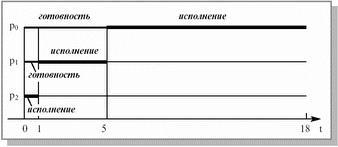 готовность исполнение
p0
исполнение
p1
готовность
p2
исполнение
0 1 5 18 t